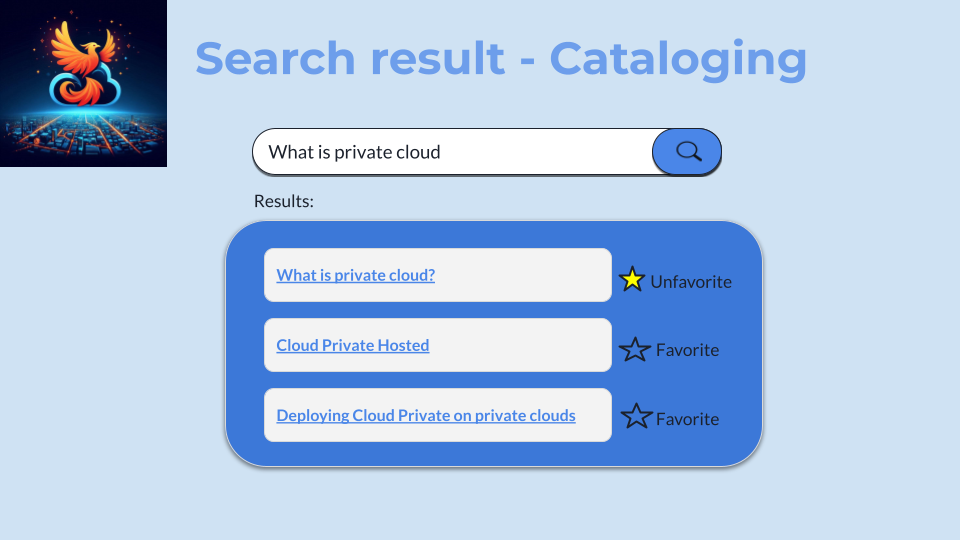 Search result - Cataloging
What is private cloud
Results:
What is private cloud?
Unfavorite
Cloud Private Hosted
Favorite
Deploying Cloud Private on private clouds
Favorite